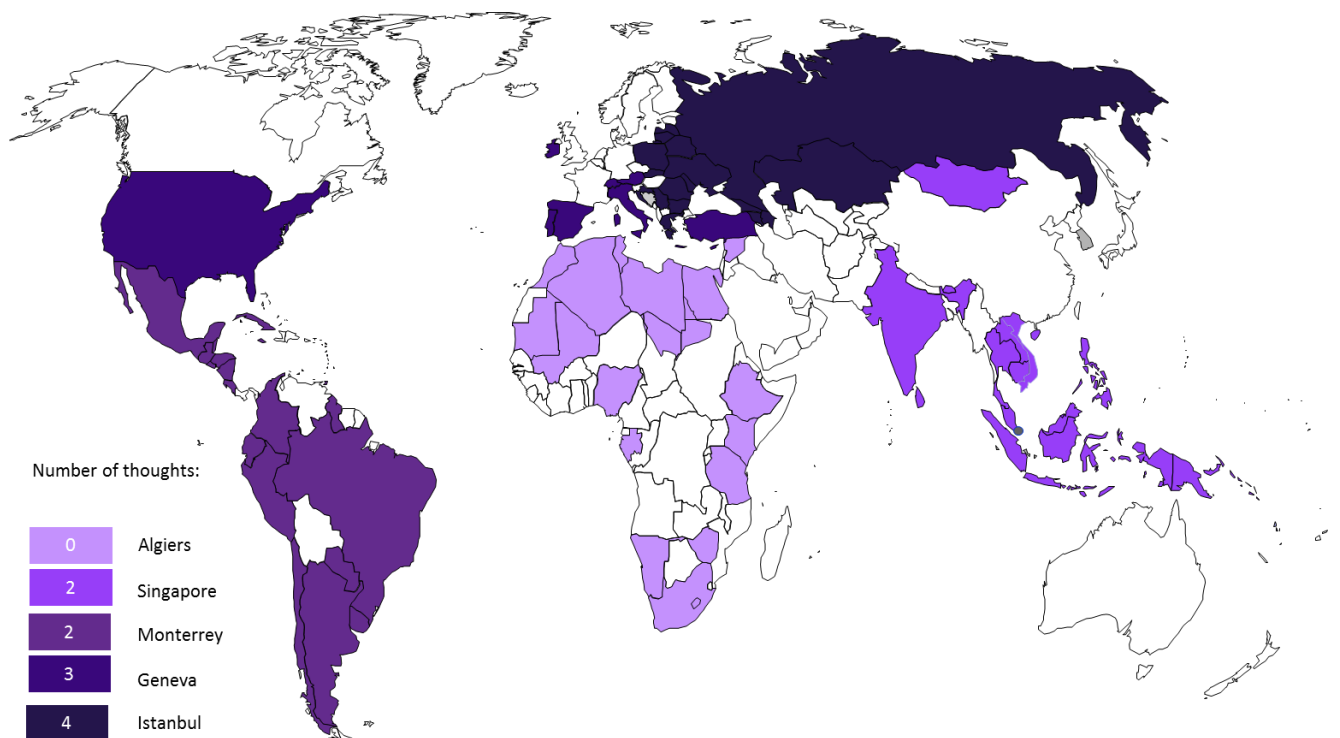 Number of thoughts:
0 Algiers
2 Singapore
2 Monterrey
3 Geneva
4 Istanbul